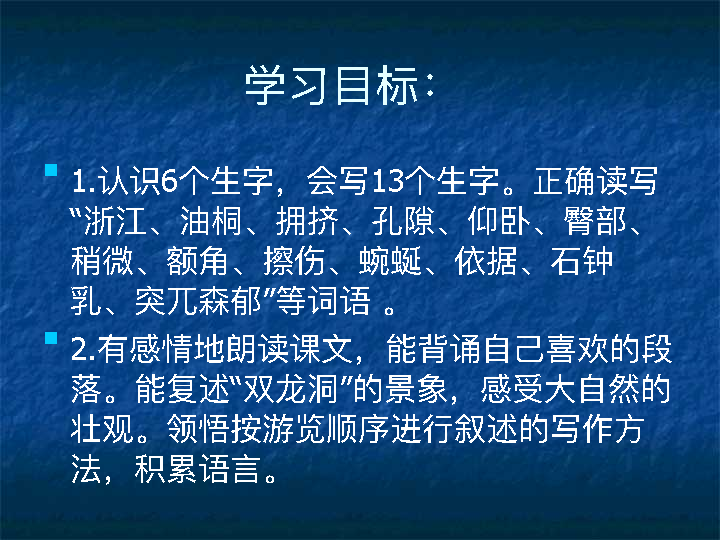 学习目标：
1.认识6个生字，会写13个生字。正确读写
“浙江、油桐、拥挤、孔隙、仰卧、臀部、
稍微、额角、擦伤、蜿蜒、依据、石钟
乳、突兀森郁”等词语 。
2.有感情地朗读课文，能背诵自己喜欢的段
落。能复述“双龙洞”的景象，感受大自然的
壮观。领悟按游览顺序进行叙述的写作方
法，积累语言。